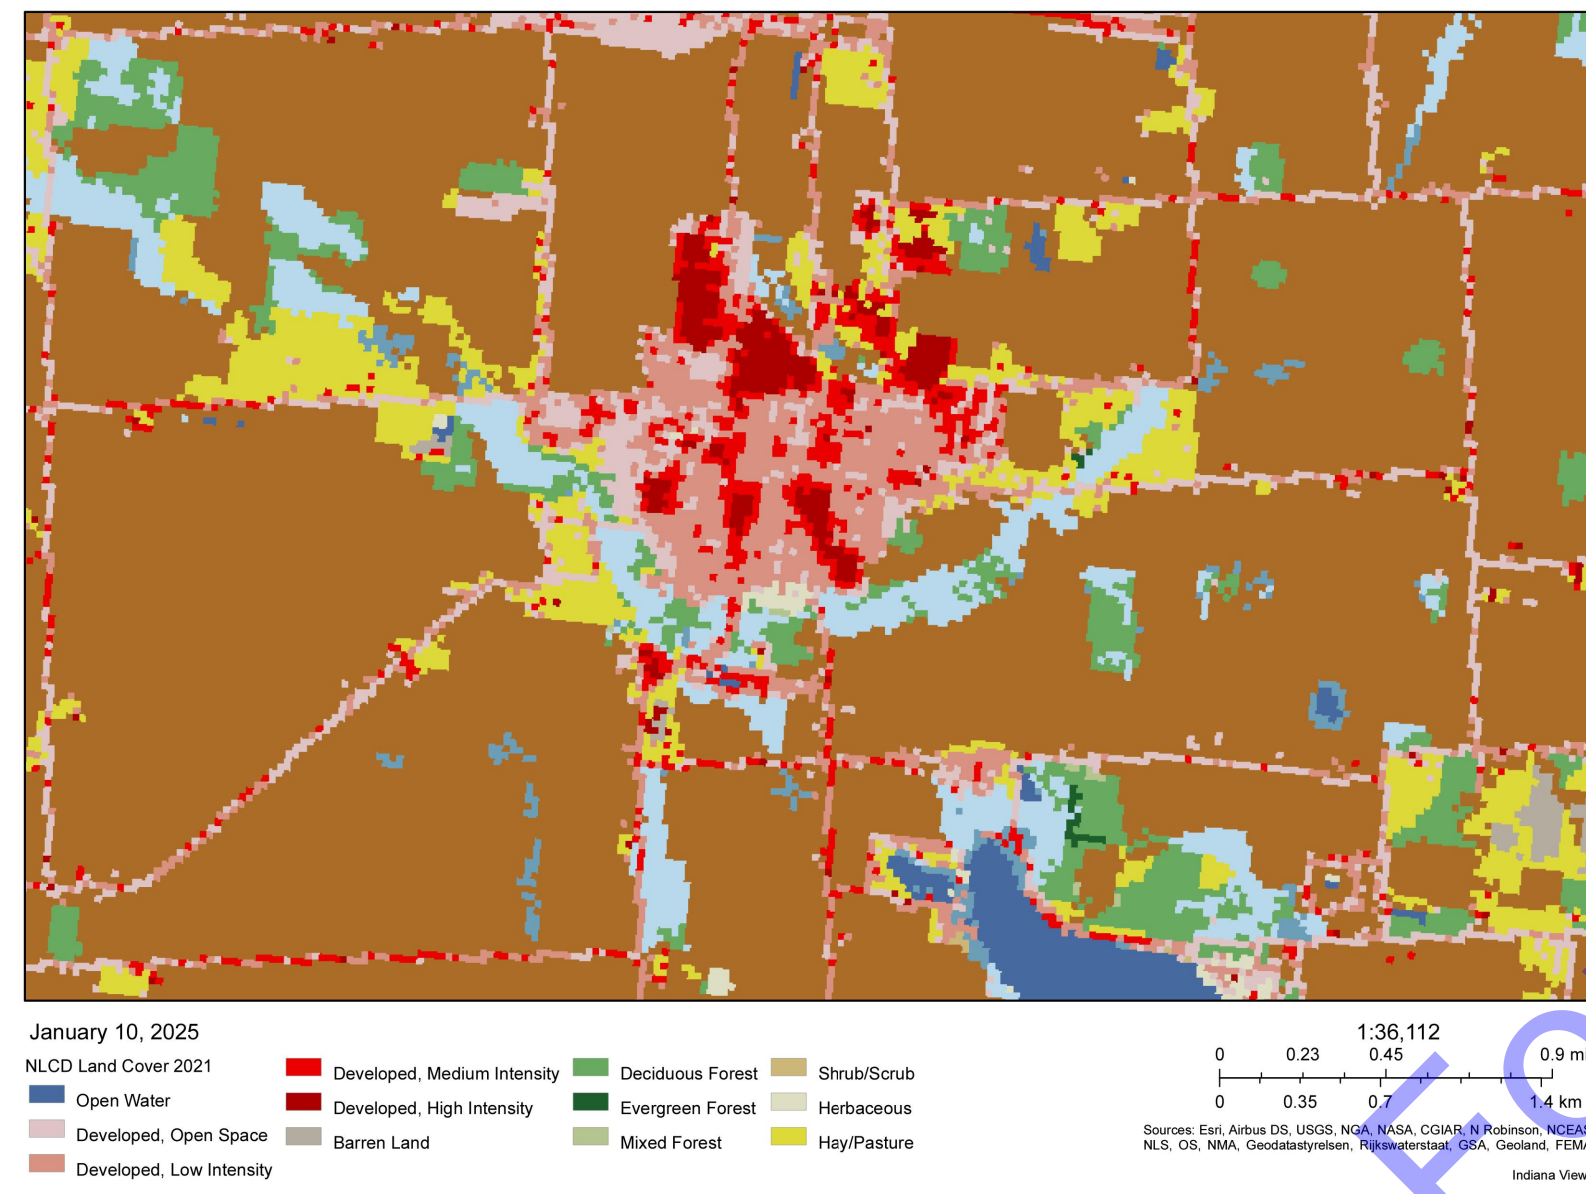 January 10, 2025
NLCD Land Cover 2021
Open Water
Developed, Open Space
Developed, Low Intensity
Developed, Medium Intensity
Developed, High Intensity
Barren Land
Deciduous Forest
Evergreen Forest
Mixed Forest
Shrub/Scrub
Herbaceous
Hay/Pasture
1:36,112
0 0.23 0.45 0.9 mi
0 0.35 0.7 1.4 km
Sources: Esri, Airbus DS, USGS, NGA, NASA, CGIAR, N Robinson, NCEAS
NLS, OS, NMA, Geodatastyrelsen, Rijkswaterstaat, GSA, Geoland, FEMA
Indiana View